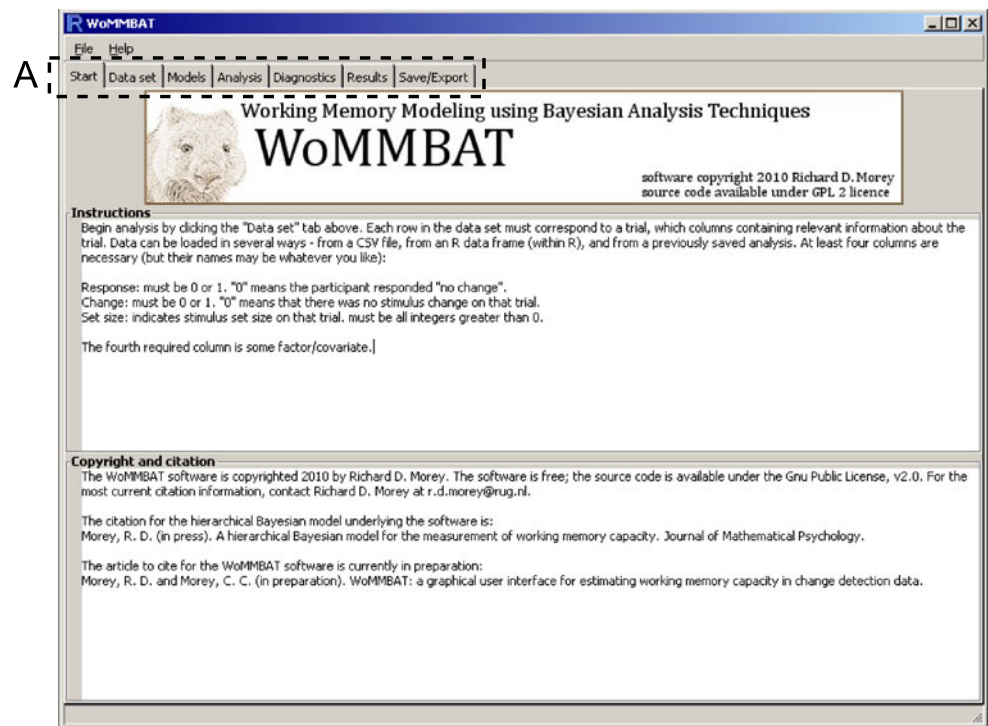 WoMMBAT
File Help
A
Start Data set Models Analysis Diagnostics Results Save/Export
Working Memory Modeling using Bayesian Analysis Techniques
WoMMBAT
software copyright 2010 Richard D. Morey
source code available under GPL 2 licence
Instructions
Begin analysis by clicking the "Data set" tab above. Each row in the data set must correspond to a trial, which columns containing relevant information about the
trial. Data can be loaded in several ways - from a CSV file, from an R data frame (within R), and from a previously saved analysis. At least four columns are
necessary (but their names may be whatever you like):
Response: must be 0 or 1. "0" means the participant responded "no change".
Change: must be 0 or 1. "0" means that there was no stimulus change on that trial.
Set size: indicates stimulus set size on that trial. must be all integers greater than 0.
The fourth required column is some factor/covariate.
Copyright and citation
The WoMMBAT software is copyrighted 2010 by Richard D. Morey. The software is free; the source code is available under the Gnu Public License, v2.0. For the
most current citation information, contact Richard D. Morey at r.d.morey@rug.nl.
The citation for the hierarchical Bayesian model underlying the software is:
Morey, R. D. (in press). A hierarchical Bayesian model for the measurement of working memory capacity. Journal of Mathematical Psychology.
The article to cite for the WoMMBAT software is currently in preparation:
Morey, R. D. and Morey, C. C. (in preparation). WoMMBAT: a graphical user interface for estimating working memory capacity in change detection data.